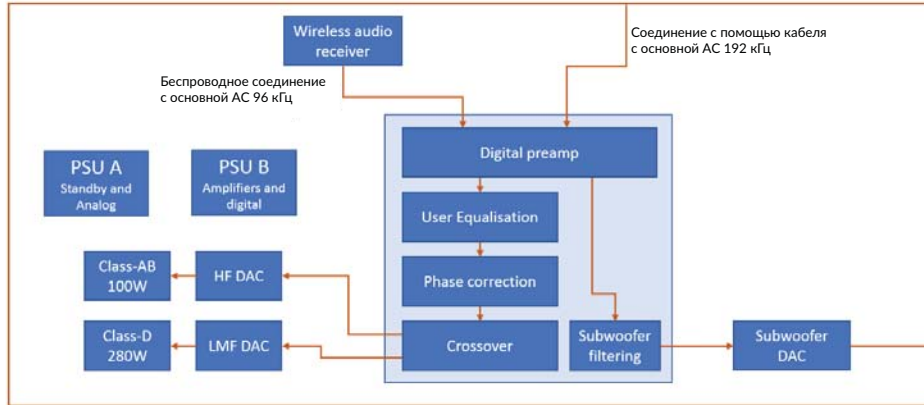 Wireless audio
receiver
Соединение с помощью кабеля
с основной АС 192 кГц
Беспроводное соединение
с основной АС 96 кГц
Digital preamp
PSU A
Standby and
Analog
PSU B
Amplifiers and
digital
User Equalisation
Phase correction
Class-AB
100W
HF DAC
Class-D
280W
LMF DAC
Crossover
Subwoofer
filtering
Subwoofer
DAC